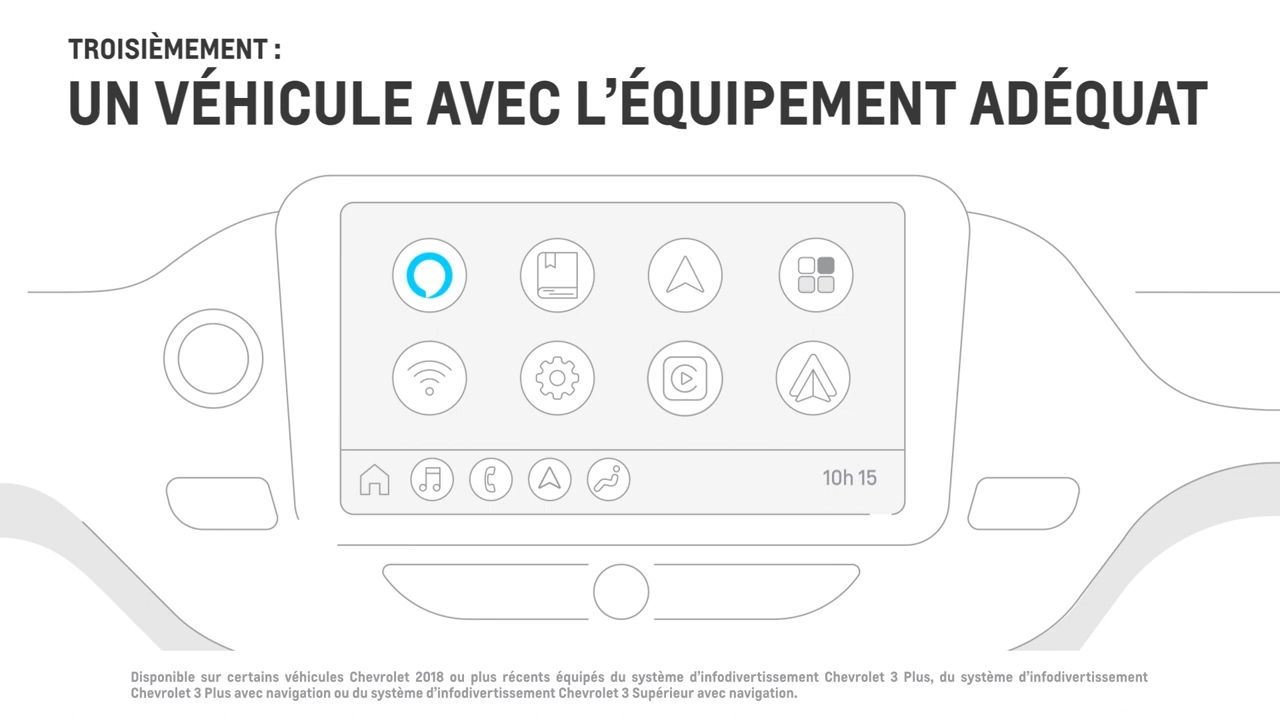 TROISIÈMEMENT :
UN VÉHICULE AVEC L’ÉQUIPEMENT ADÉQUAT
10h 15
Disponible sur certains véhicules Chevrolet 2018 ou plus récents équipés du système d’infodivertissement Chevrolet 3 Plus, du système d’infodivertissement
Chevrolet 3 Plus avec navigation ou du système d’infodivertissement Chevrolet 3 Supérieur avec navigation.